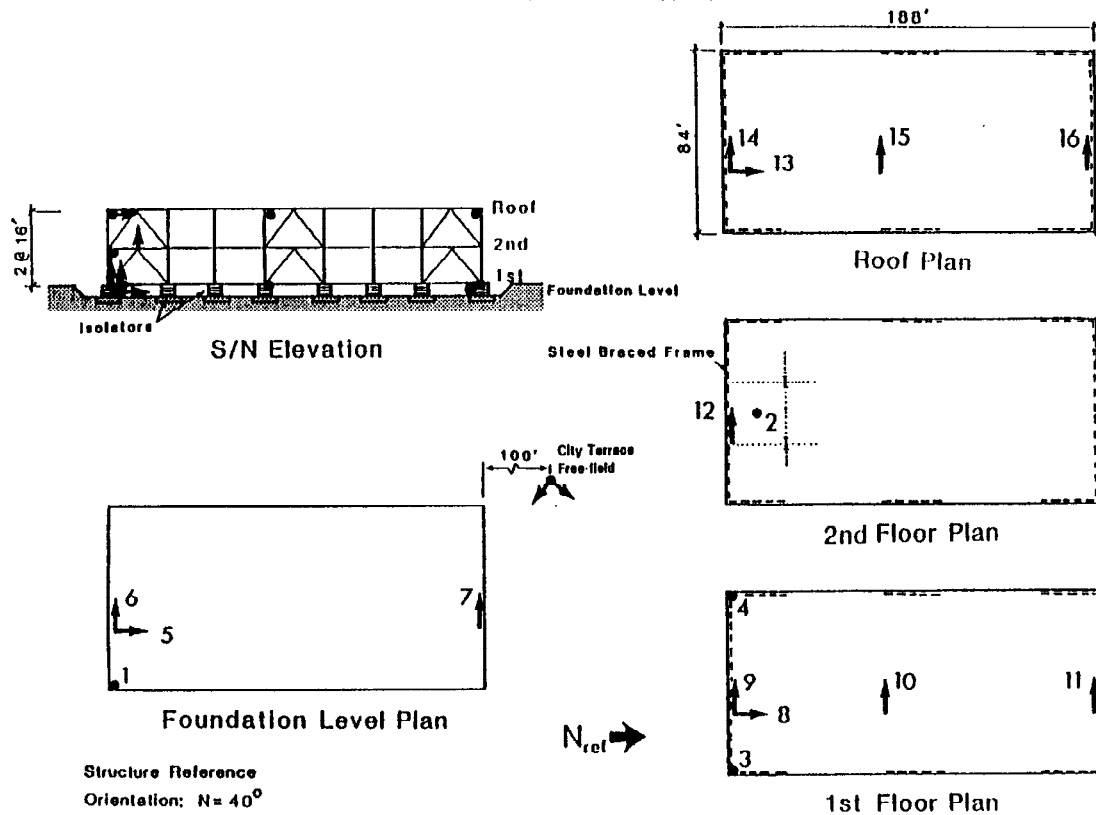 188'
84'
14
13
15
16
Roof Plan
2@16'
Roof
2nd
1st
Foundation Level
Isolators
S/N Elevation
Steel Braced Frame
12
2
2nd Floor Plan
100'
City Terrace
Free-field
6
5
7
1
Foundation Level Plan
4
9
8
10
11
3
1st Floor Plan
Nref
Structure Reference
Orientation: N= 40°